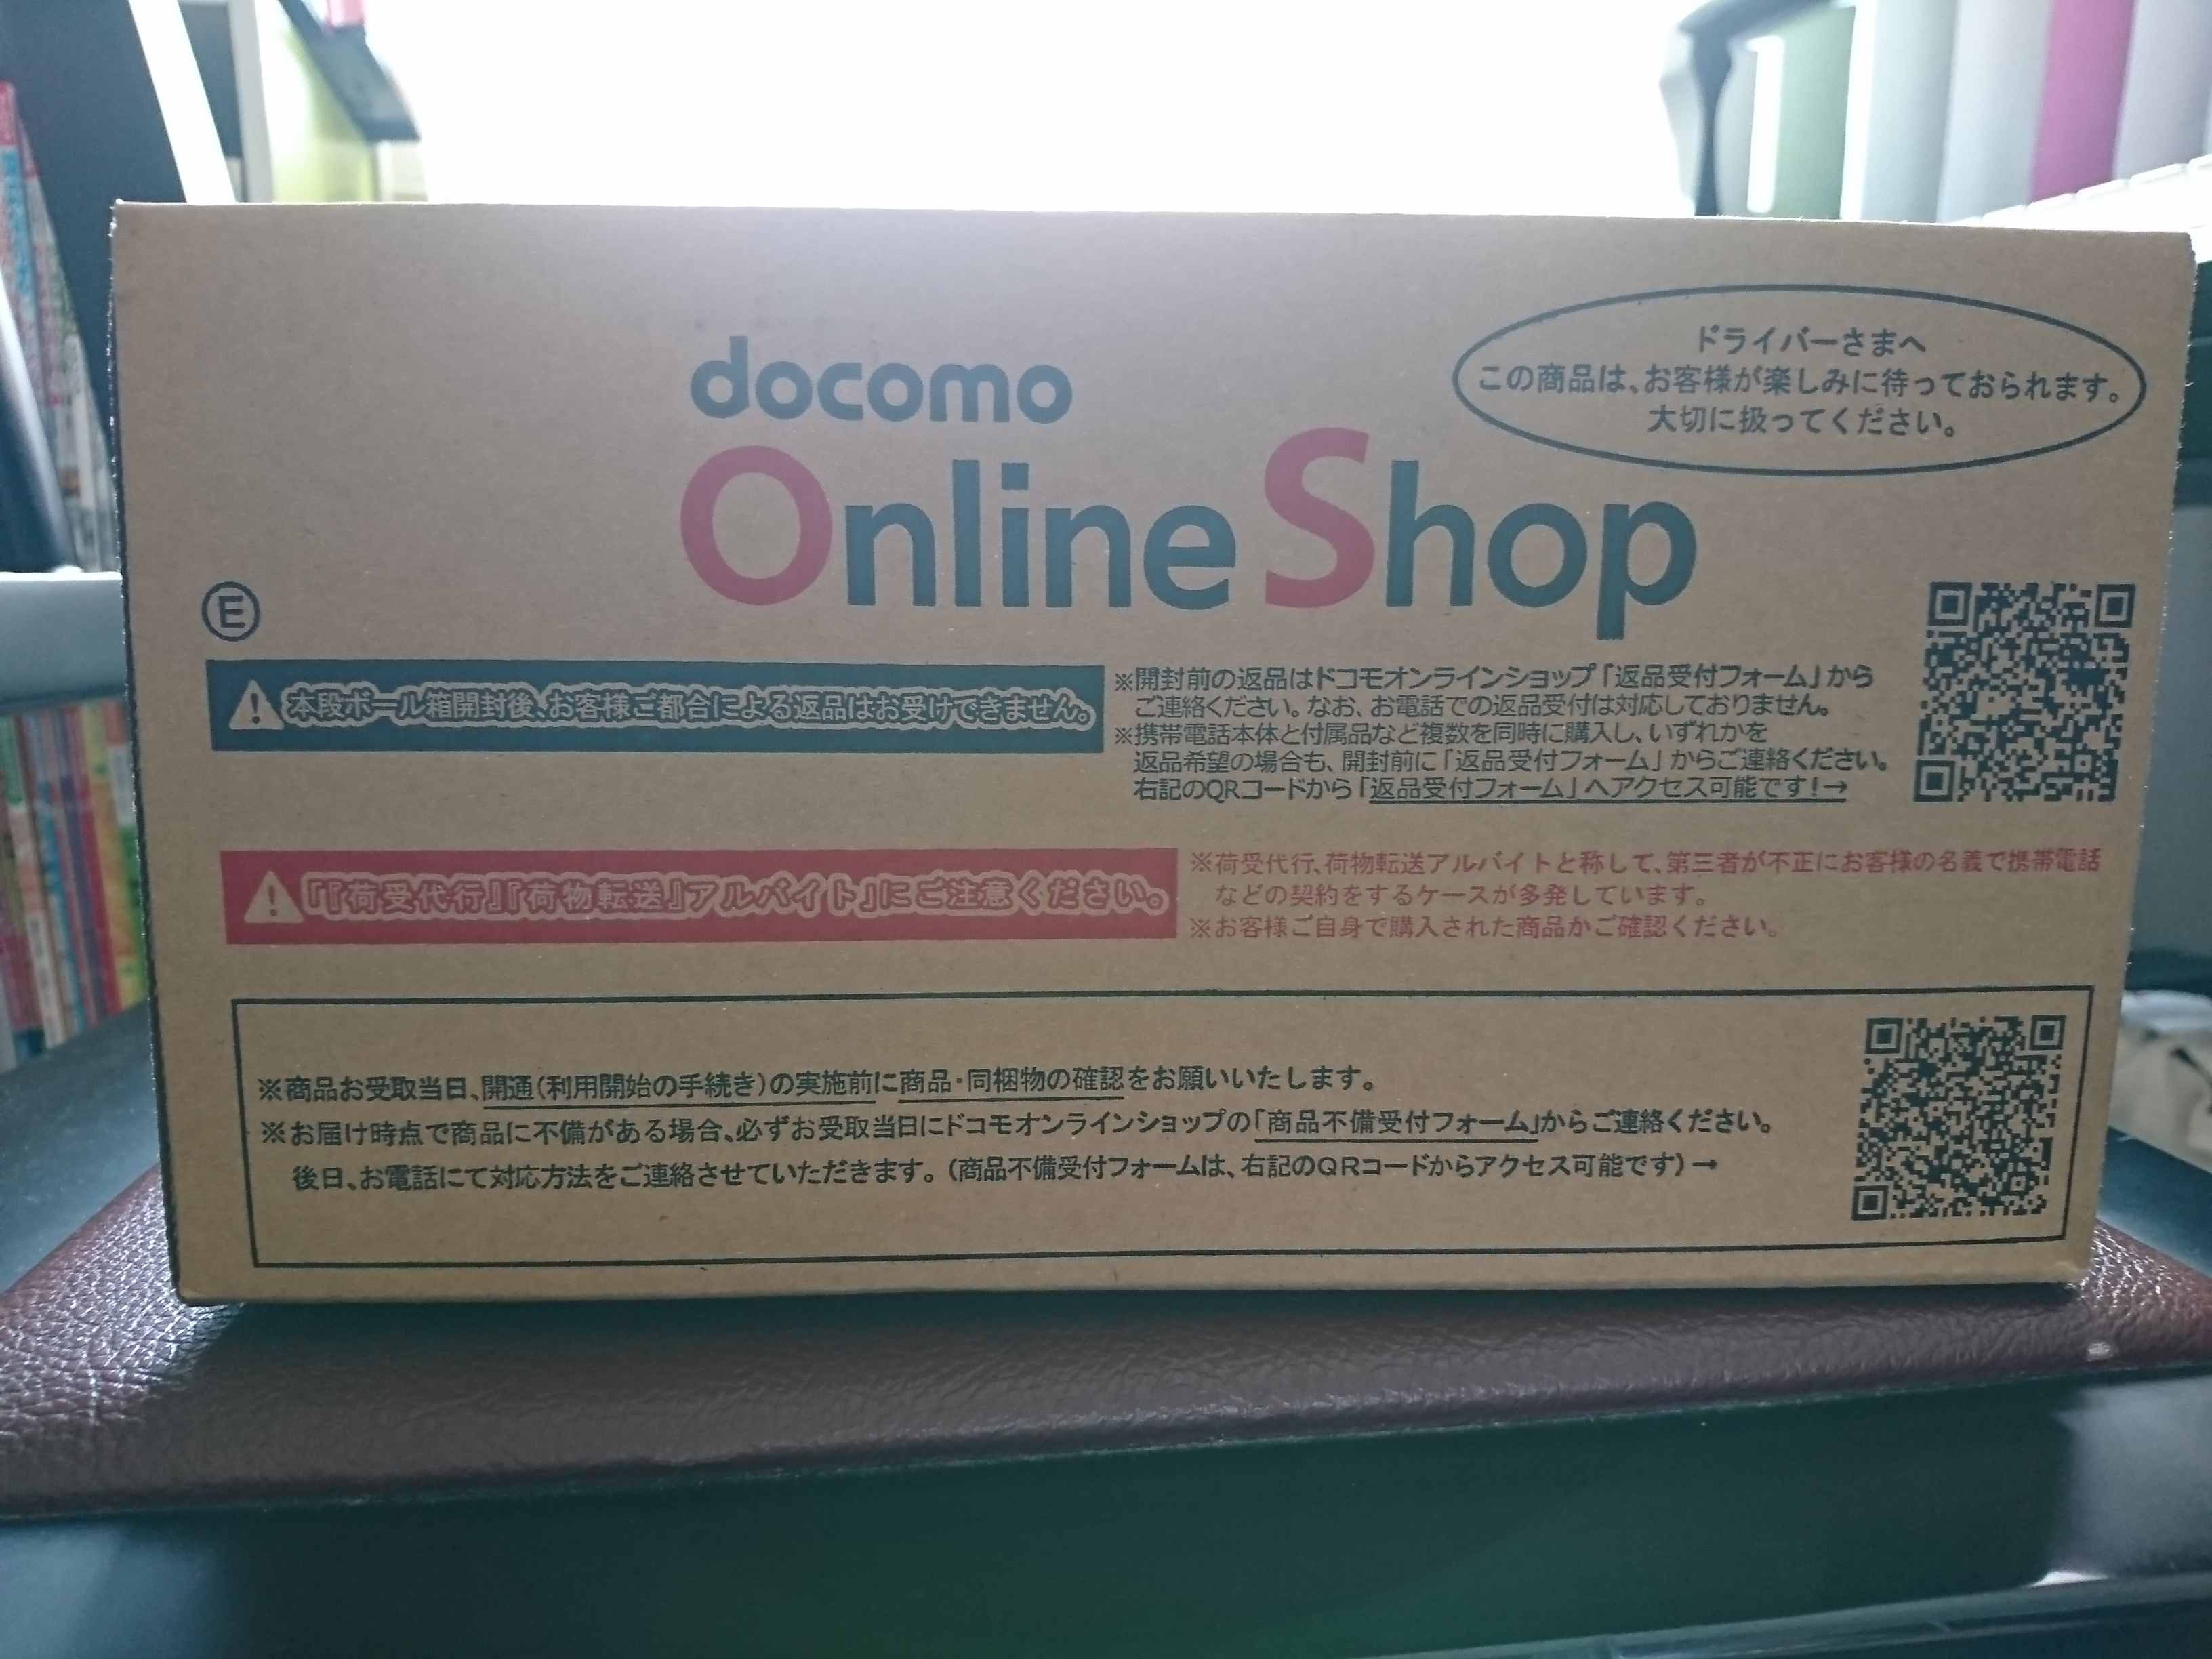 ドライバーさまへ
この商品は、お客様が楽しみに待っておられます。
大切に扱ってください。
docomo
Online Shop
E
本段ボール箱開封後、お客様ご都合による返品はお受けできません。
※開封前の返品はドコモオンラインショップ「返品受付フォーム」から
ご連絡ください。なお、お電話での返品受付は対応しておりません。
※携帯電話本体と付属品など複数を同時に購入し、いずれかを
返品希望の場合も、開封前に「返品受付フォーム」からご連絡ください。
右記のQRコードから「返品受付フォーム」へアクセス可能です!→
「『荷受代行』『荷物転送』アルバイト」にご注意ください。
※荷受代行、荷物転送アルバイトと称して、第三者が不正にお客様の名義で携帯電話
などの契約をするケースが多発しています。
※お客様ご自身で購入された商品かご確認ください。
※商品お受取当日、開通(利用開始の手続き)の実施前に商品・同梱物の確認をお願いいたします。
※お届け時点で商品に不備がある場合、必ずお受取当日にドコモオンラインショップの「商品不備受付フォーム」からご連絡ください。
後日、お電話にて対応方法をご連絡させていただきます。(商品不備受付フォームは、右記のQRコードからアクセス可能です)→